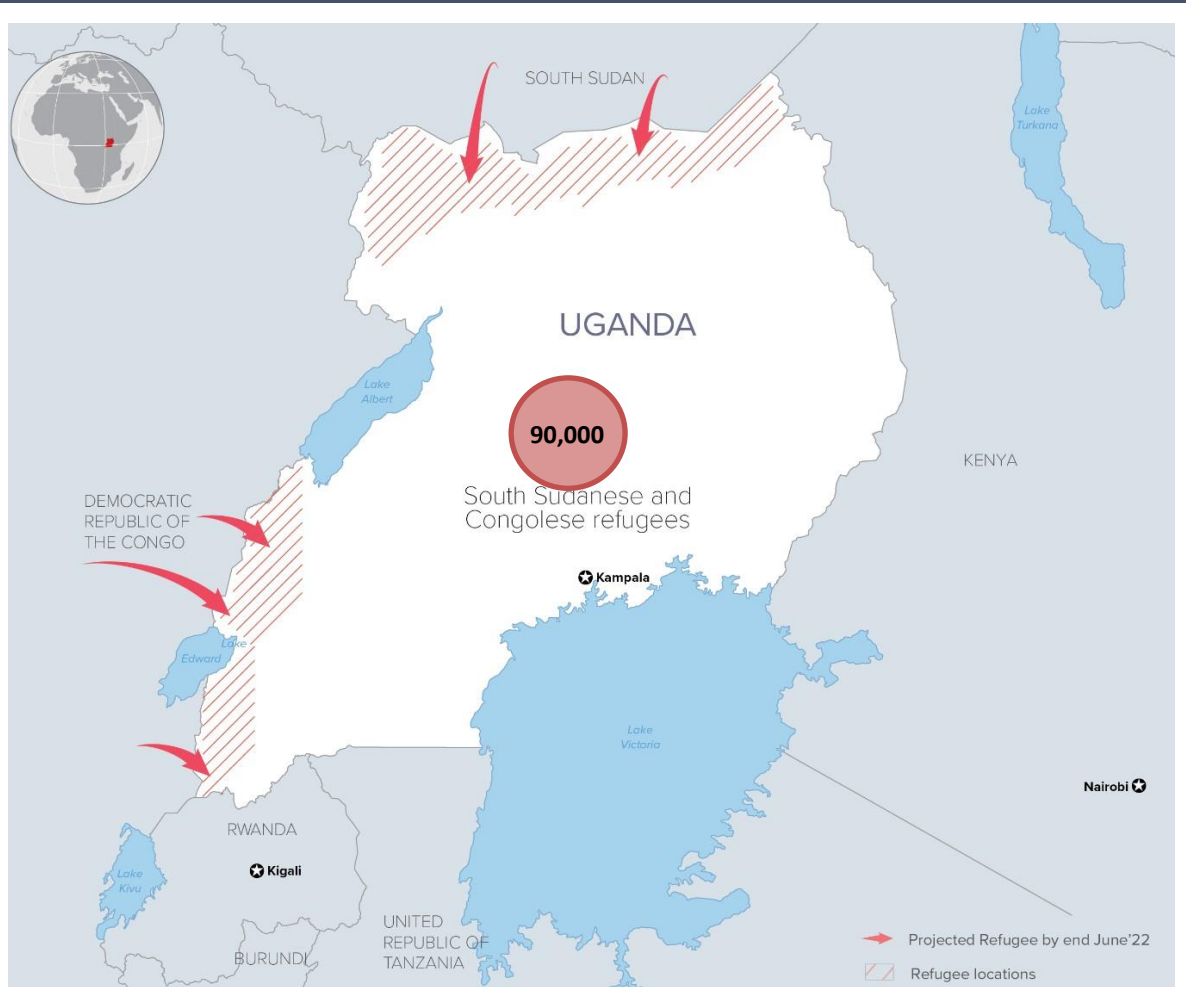 SOUTH SUDAN
Lake
Turkana
UGANDA
Lake
Albert
90,000
KENYA
South Sudanese and
Congolese refugees
DEMOCRATIC
REPUBLIC OF
THE CONGO
Kampala
Lake
Edward
Lake
Victoria
Nairobi
RWANDA
Kigali
Lake
Kivu
UNITED
REPUBLIC OF
TANZANIA
BURUNDI
Projected Refugee by end June'22
Refugee locations